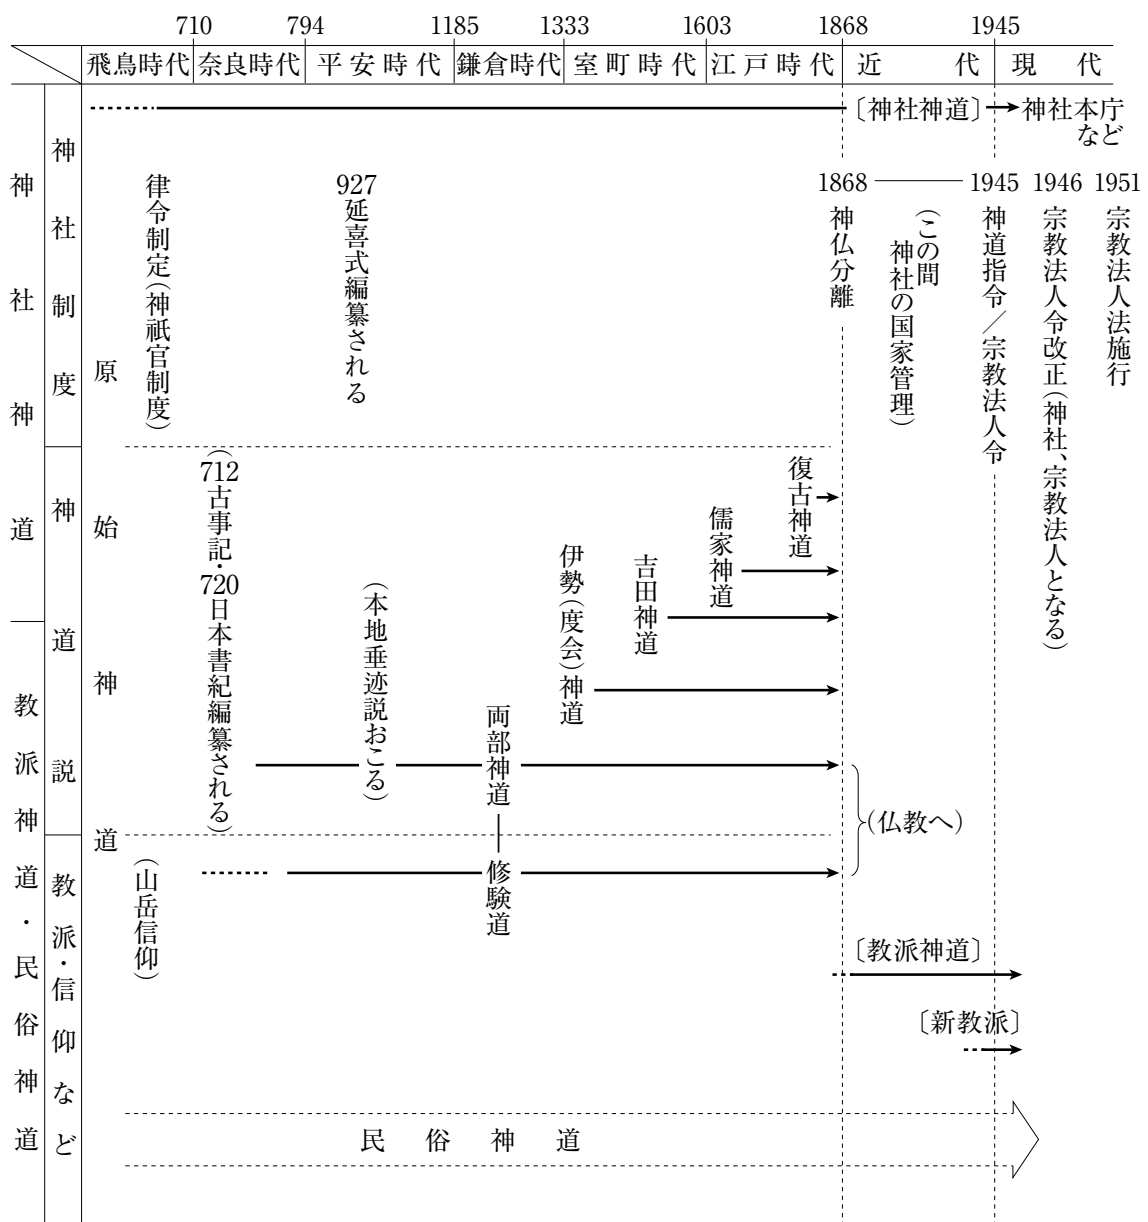 710 794 1185 1333 1603 1868 1945
飛鳥時代 奈良時代 平安時代 鎌倉時代 室町時代 江戸時代 近代 現代
神社神道
教派神道・民俗神道
神社制度
神道説
教派・信仰など
原始神道
〔神社神道〕
神社本庁
など
律令制定(神祇官制度)
927
延喜式編纂される
1868
神仏分離
(この間
神社の国家管理)
1945
神道指令／宗教法人令
1946
宗教法人令改正(神社、宗教法人となる)
1951
宗教法人法施行
(712古事記・720日本書紀編纂される)
(本地垂迹説おこる)
両部神道
伊勢(度会)神道
吉田神道
儒家神道
復古神道
(仏教へ)
(山岳信仰)
修験道
〔教派神道〕
〔新教派〕
民俗神道